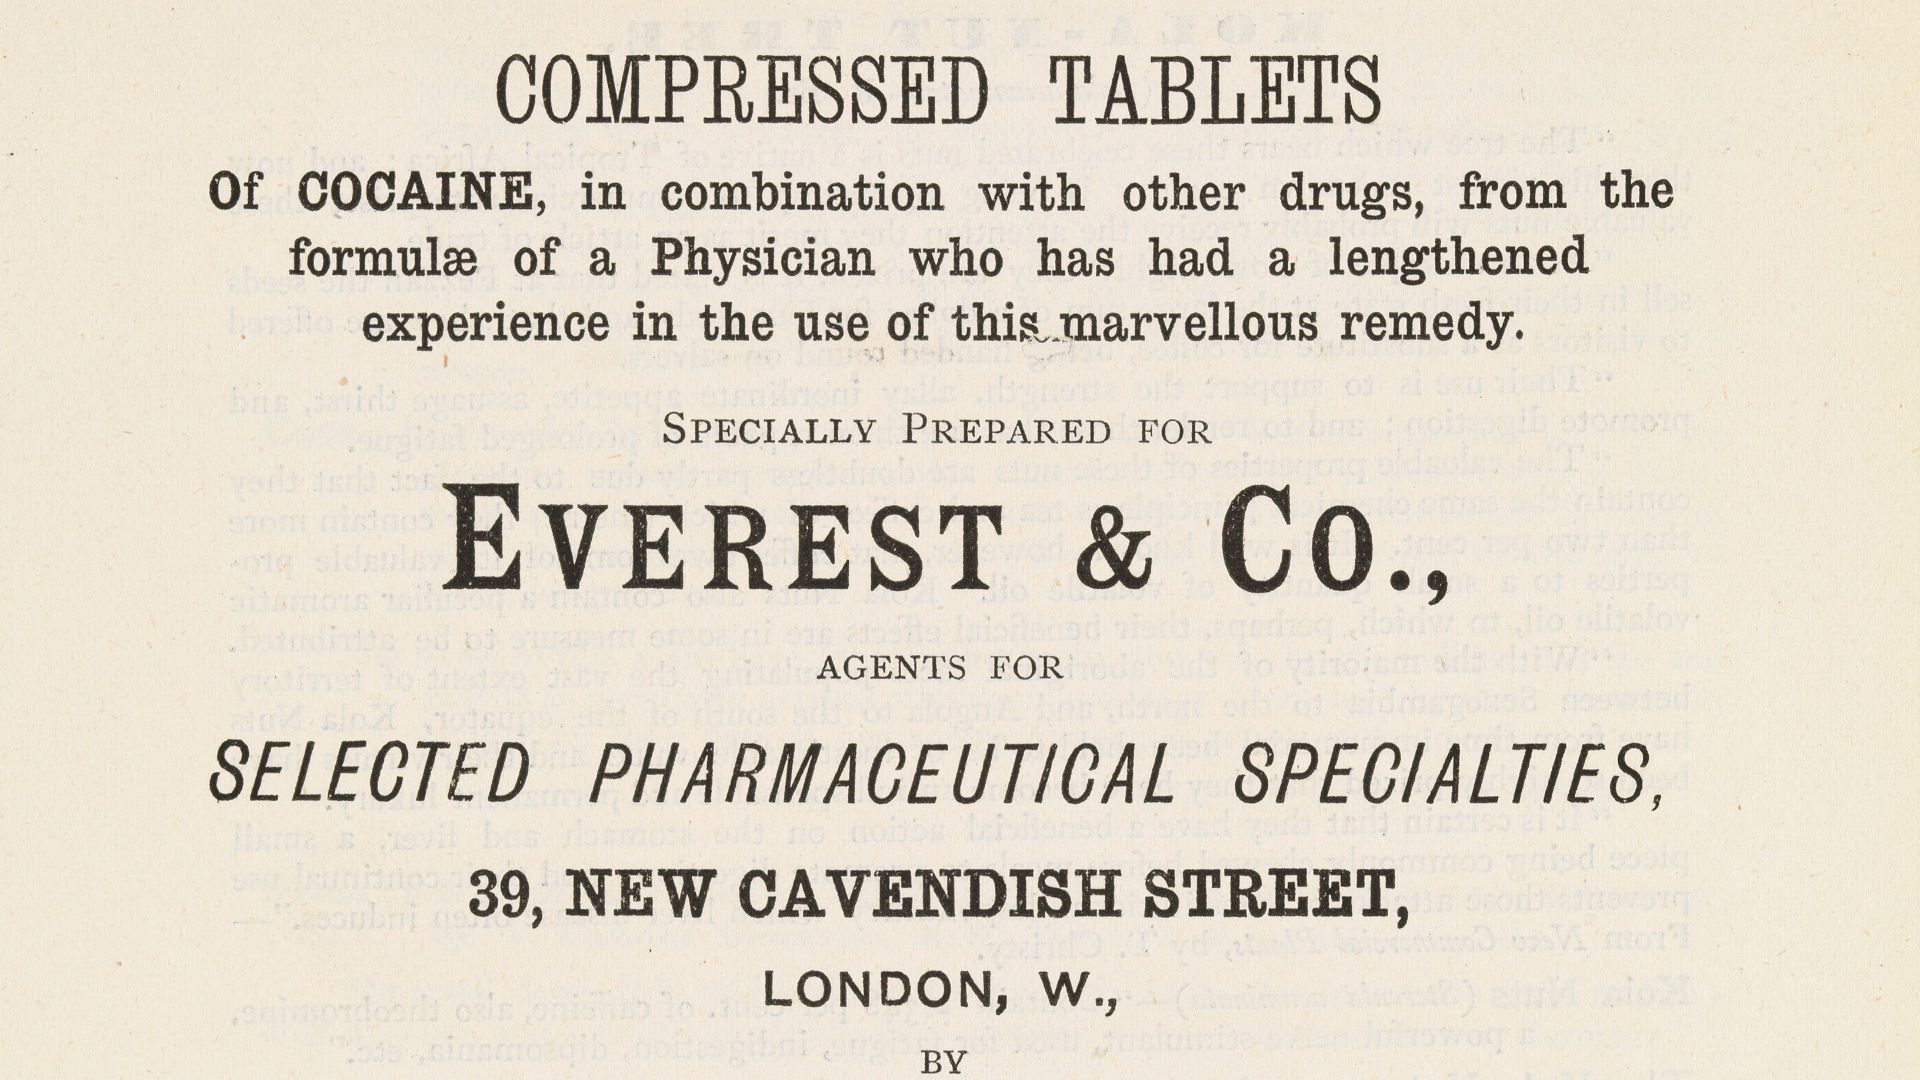 COMPRESSED TABLETS
Of COCAINE, in combination with other drugs, from the
formulæ of a Physician who has had a lengthened
experience in the use of this marvellous remedy.
SPECIALLY PREPARED FOR
EVEREST & CO.,
AGENTS FOR
SELECTED PHARMACEUTICAL SPECIALTIES,
39, NEW CAVENDISH STREET,
LONDON, W.,
BY